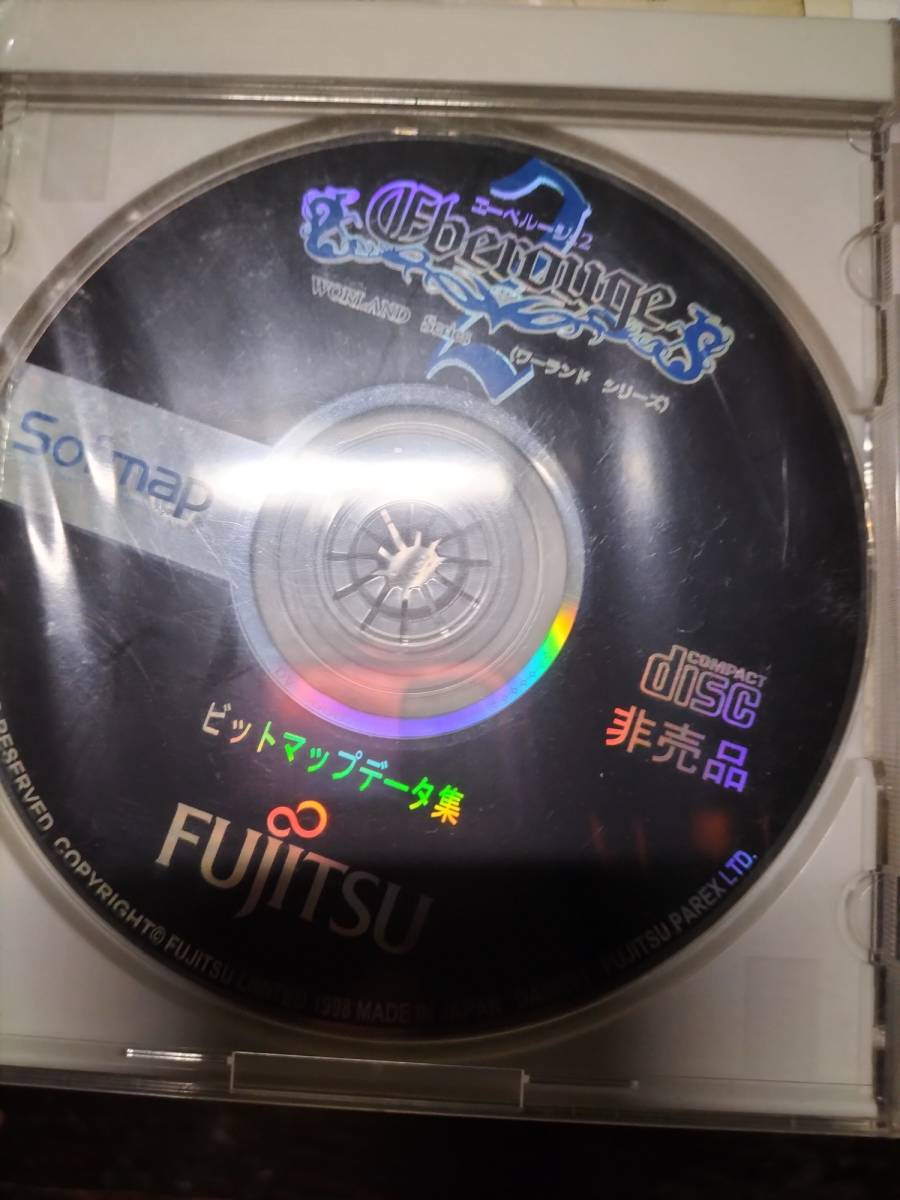 エーベルージュ2
Eberouge
2
WORLAND Series
(ワーランド シリーズ)
Sofmap
COMPACT
disc
非売品
ビットマップデータ集
FUJITSU
RESERVED COPYRIGHT© FUJITSU LIMITED 1998 MADE IN JAPAN FUJITSU PAREX LTD.